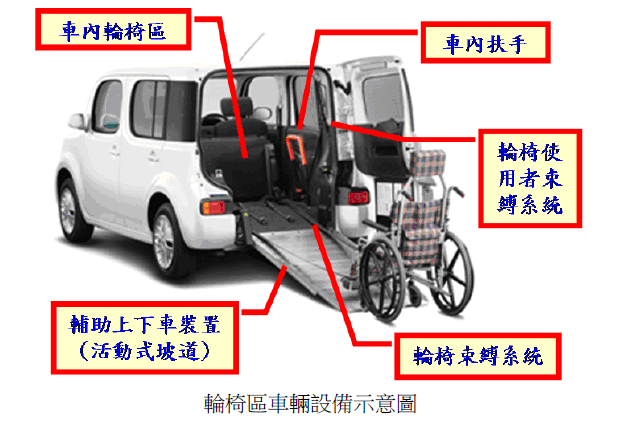 車內輪椅區
車內扶手
輪椅使
用者束
縛系統
輔助上下車裝置
(活動式坡道)
輪椅束縛系統
輪椅區車輛設備示意圖